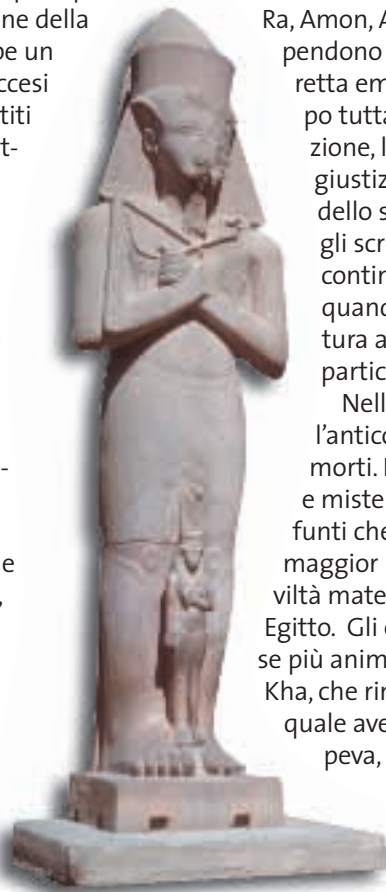 ne della
un
ccesi
titi
t-
-
e
,
Ra, Amon, A
pendono
retta em
po tutta
zione, l
giustiz
dello s
gli scr
contin
quand
tura a
partic
Nell
l’antico
morti.
e miste
funti che
maggior
viltà mate
Egitto. Gli
se più anim
Kha, che rin
quale ave
peva,